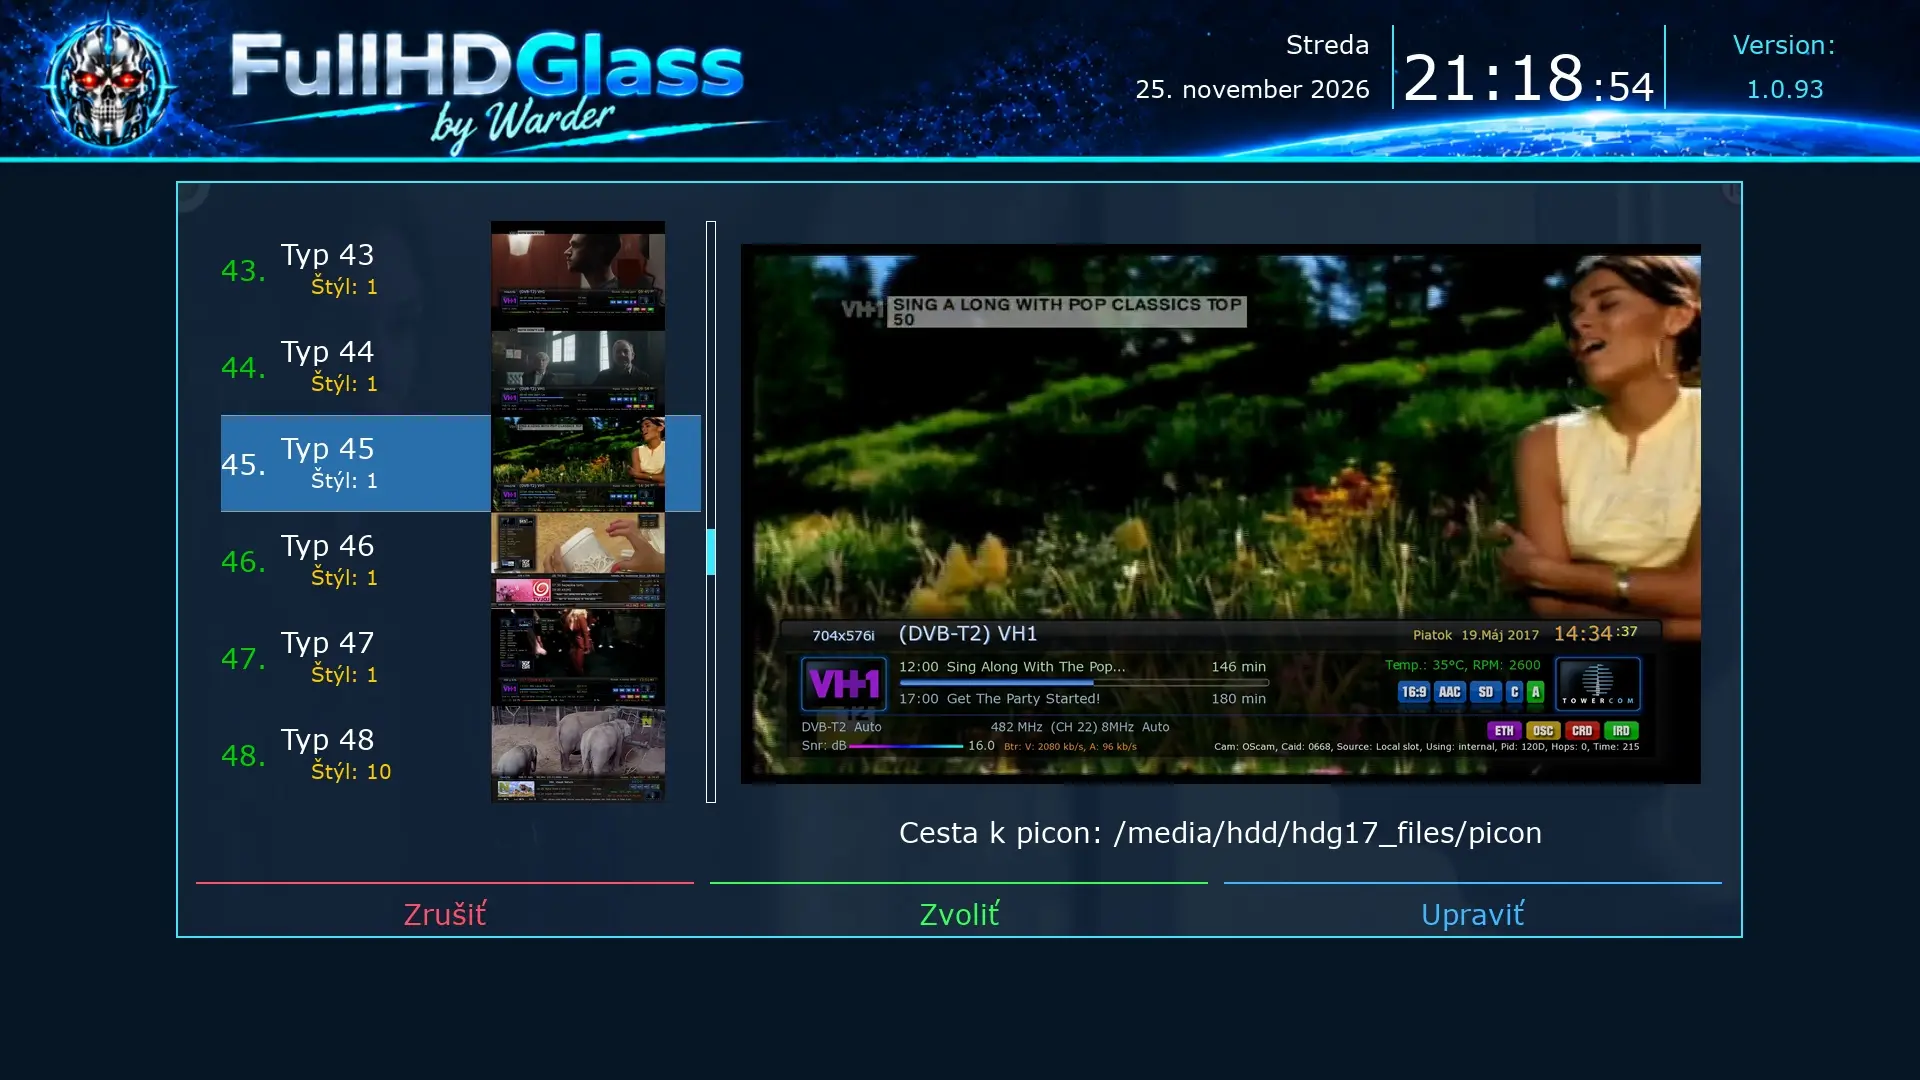 FullHDGlass
by Warder
Streda
25. november 2026
21:18:54
Version:
1.0.93
43. Typ 43
Štýl: 1
44. Typ 44
Štýl: 1
45. Typ 45
Štýl: 1
46. Typ 46
Štýl: 1
47. Typ 47
Štýl: 1
48. Typ 48
Štýl: 10
VH1 SING A LONG WITH POP CLASSICS TOP
50
704x576i (DVB-T2) VH1 Piatok 19.Máj 2017 14:34:37
VH1
12:00 Sing Along With The Pop... 146 min
17:00 Get The Party Started! 180 min
Temp.: 35°C, RPM: 2600
16:9 AAC SD C A
TOWERCOM
DVB-T2 Auto 482 MHz (CH 22) 8MHz Auto
ETH OSC CRD IRD
Snr: dB 16.0 Btr: V: 2080 kb/s, A: 96 kb/s Cam: OScam, Caid: 0668, Source: Local slot, Using: internal, Pid: 120D, Hops: 0, Time: 215
Cesta k picon: /media/hdd/hdg17_files/picon
Zrušiť
Zvoliť
Upraviť